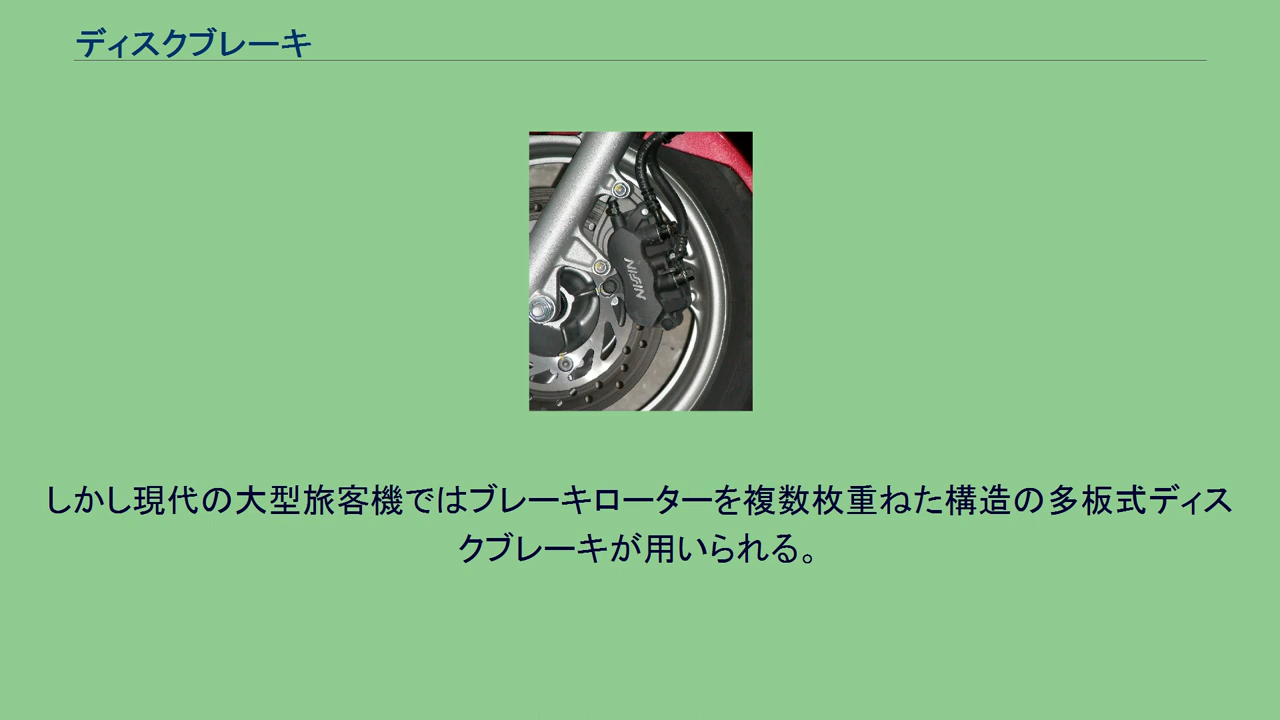 ディスクブレーキ
NISSIN
しかし現代の大型旅客機ではブレーキローターを複数枚重ねた構造の多板式ディス
クブレーキが用いられる。